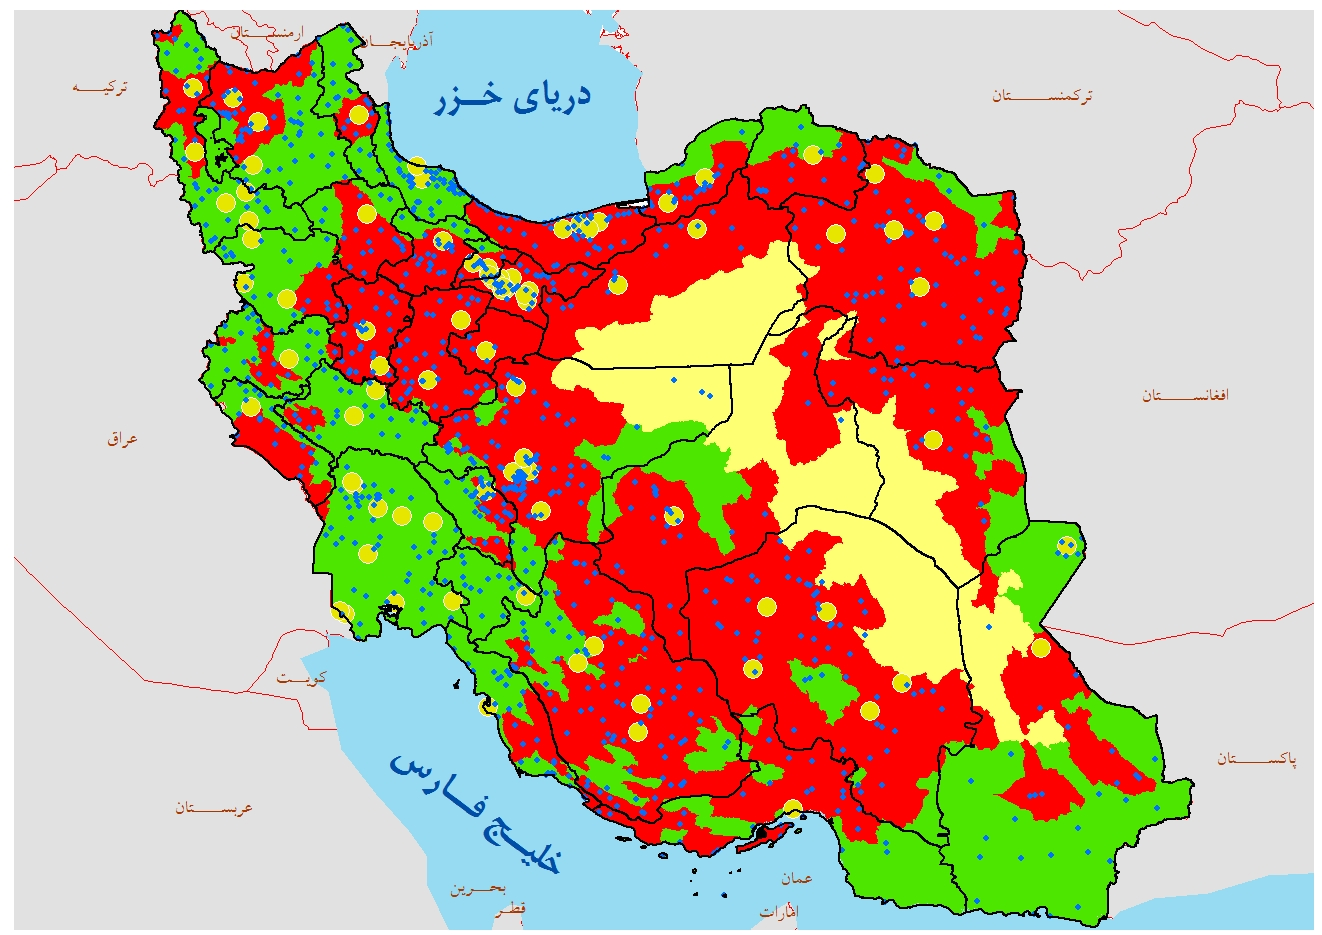 ارمنستان
آذربایجان
ترکیه
دریای خزر
ترکمنستان
افغانستان
عراق
کویت
پاکستان
خلیج فارس
عربستان
عمان
بحرین
قطر
امارات